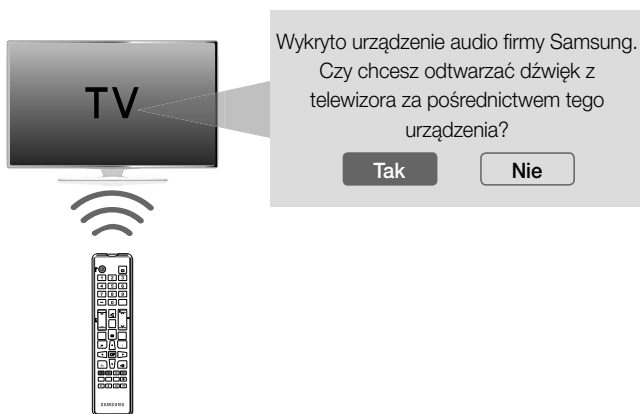 TV
Wykryto urządzenie audio firmy Samsung.
Czy chcesz odtwarzać dźwięk z
telewizora za pośrednictwem tego
urządzenia?
Tak
Nie
SAMSUNG